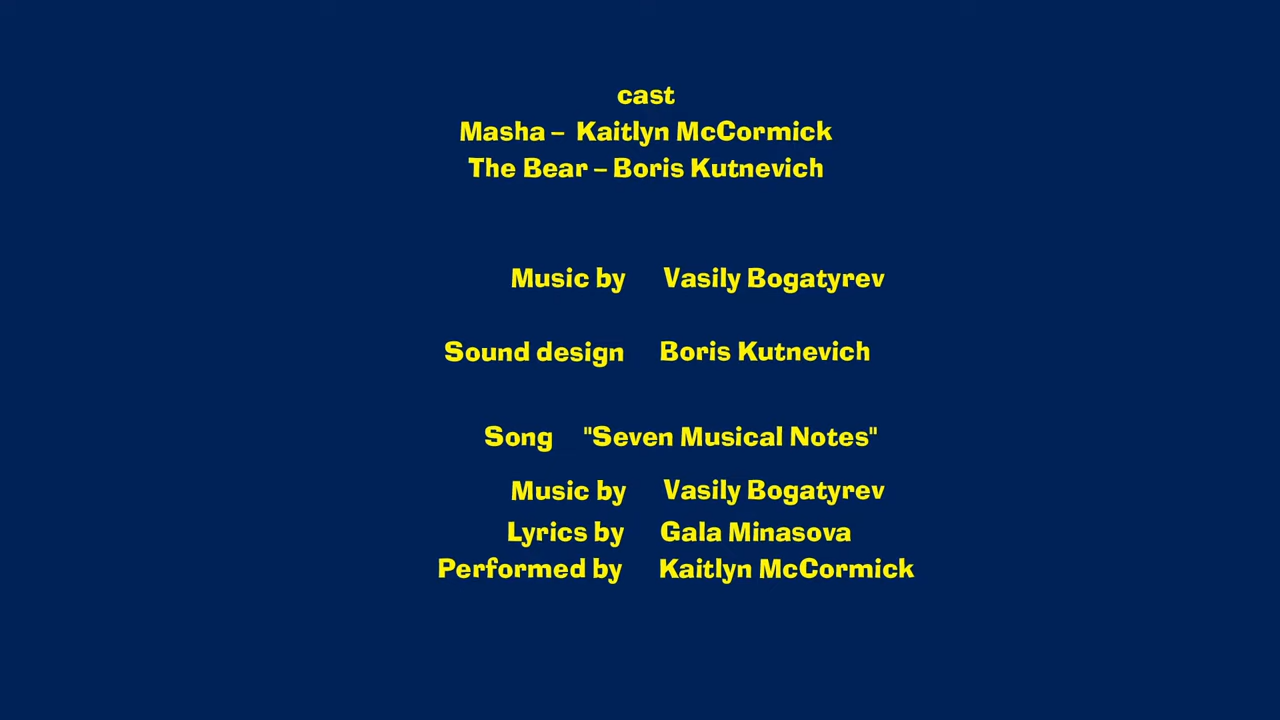 cast
Masha – Kaitlyn McCormick
The Bear – Boris Kutnevich
Music by Vasily Bogatyrev
Sound design Boris Kutnevich
Song "Seven Musical Notes"
Music by Vasily Bogatyrev
Lyrics by Gala Minasova
Performed by Kaitlyn McCormick